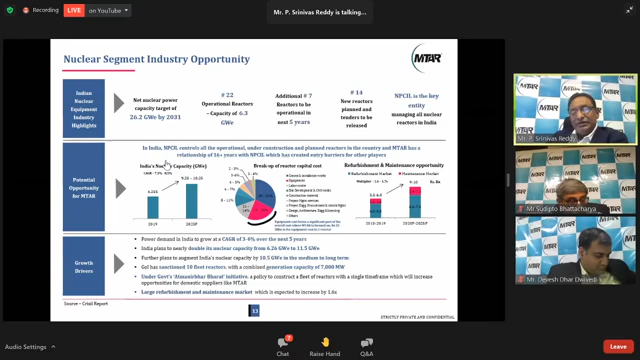 Mr. P. Srinivas Reddy is talking...
Recording
LIVE
on YouTube
Nuclear Segment Industry Opportunity
MTAR
Indian
Nuclear
Equipment
Industry
Highlights
Net nuclear power
capacity target of
26.2 GWe by 2031
# 22
Operational Reactors
- Capacity of 6.3
GWe
Additional # 7
Reactors to be
operational in
next 5 years
# 14
New reactors
planned and
tenders to be
released
NPCIL is the key
entity
managing all nuclear
reactors in India
Potential
Opportunity
for MTAR
In India, NPCIL controls all the operational, under construction and planned reactors in the country and MTAR has a
relationship of 16+ years with NPCIL which has created entry barriers for other players
Capacity (GWe)
Break-up of reactor capital cost
Refurbishment & Maintenance opportunity
Growth
Drivers
Power demand in India to grow at a CAGR of 3-6% over the next 5 years
India plans to nearly double its nuclear capacity from 6.26 GWe to 11.5 GWe
Further plans to augment India's nuclear capacity by 10.5 GWe in the medium to long term
GoI has sanctioned 10 fleet reactors, with a combined generation capacity of 7,000 MW
Under Govt's 'Atmanirbhar Bharat' initiative, a policy to construct a fleet of reactors with a single timeframe which will increase
opportunities for domestic suppliers like MTAR
Large refurbishment and maintenance market which is expected to increase by 1.6x
Source - Crisil Report
13
STRICTLY PRIVATE AND CONFIDENTIAL
Mr. P. Srinivas Reddy
Mr. Sudipto Bhattacharya
Mr. Devesh Dhar Dwivedi
Audio Settings
Chat
Raise Hand
Q&A
Leave